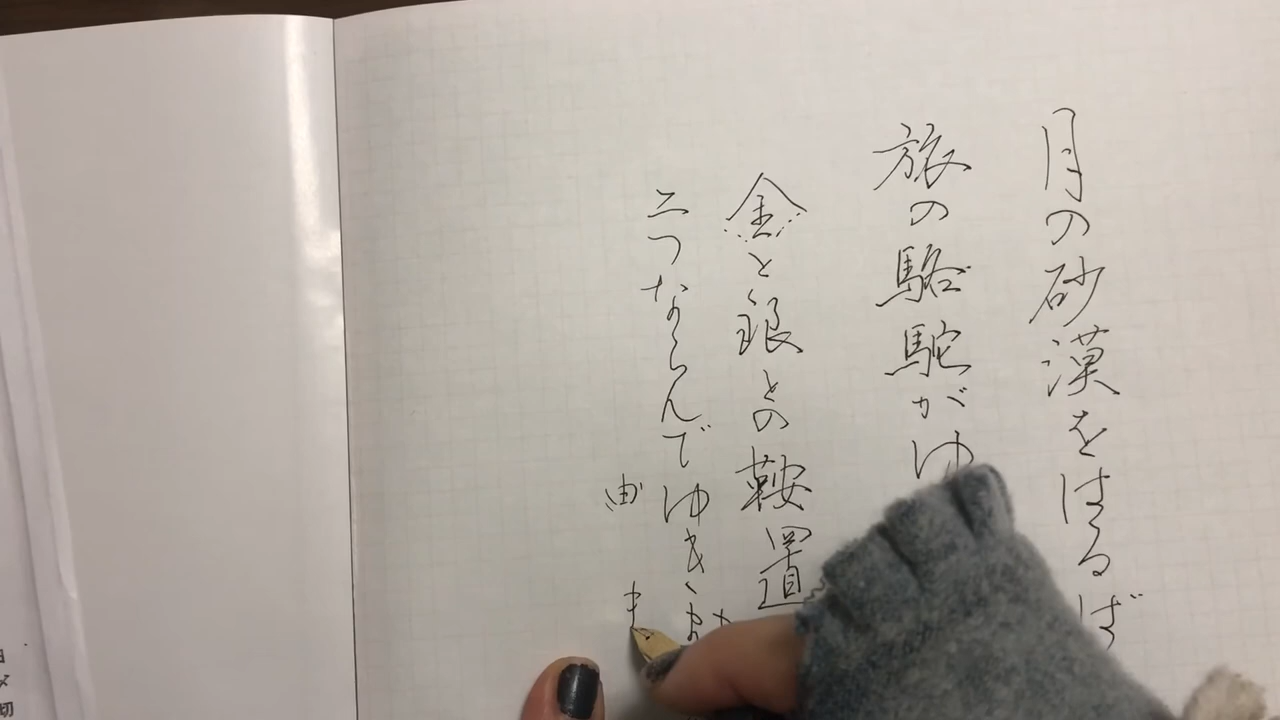 月の砂漠をはるば
旅の駱駝がゆ
金と銀との鞍置
二つならんでゆきま
由